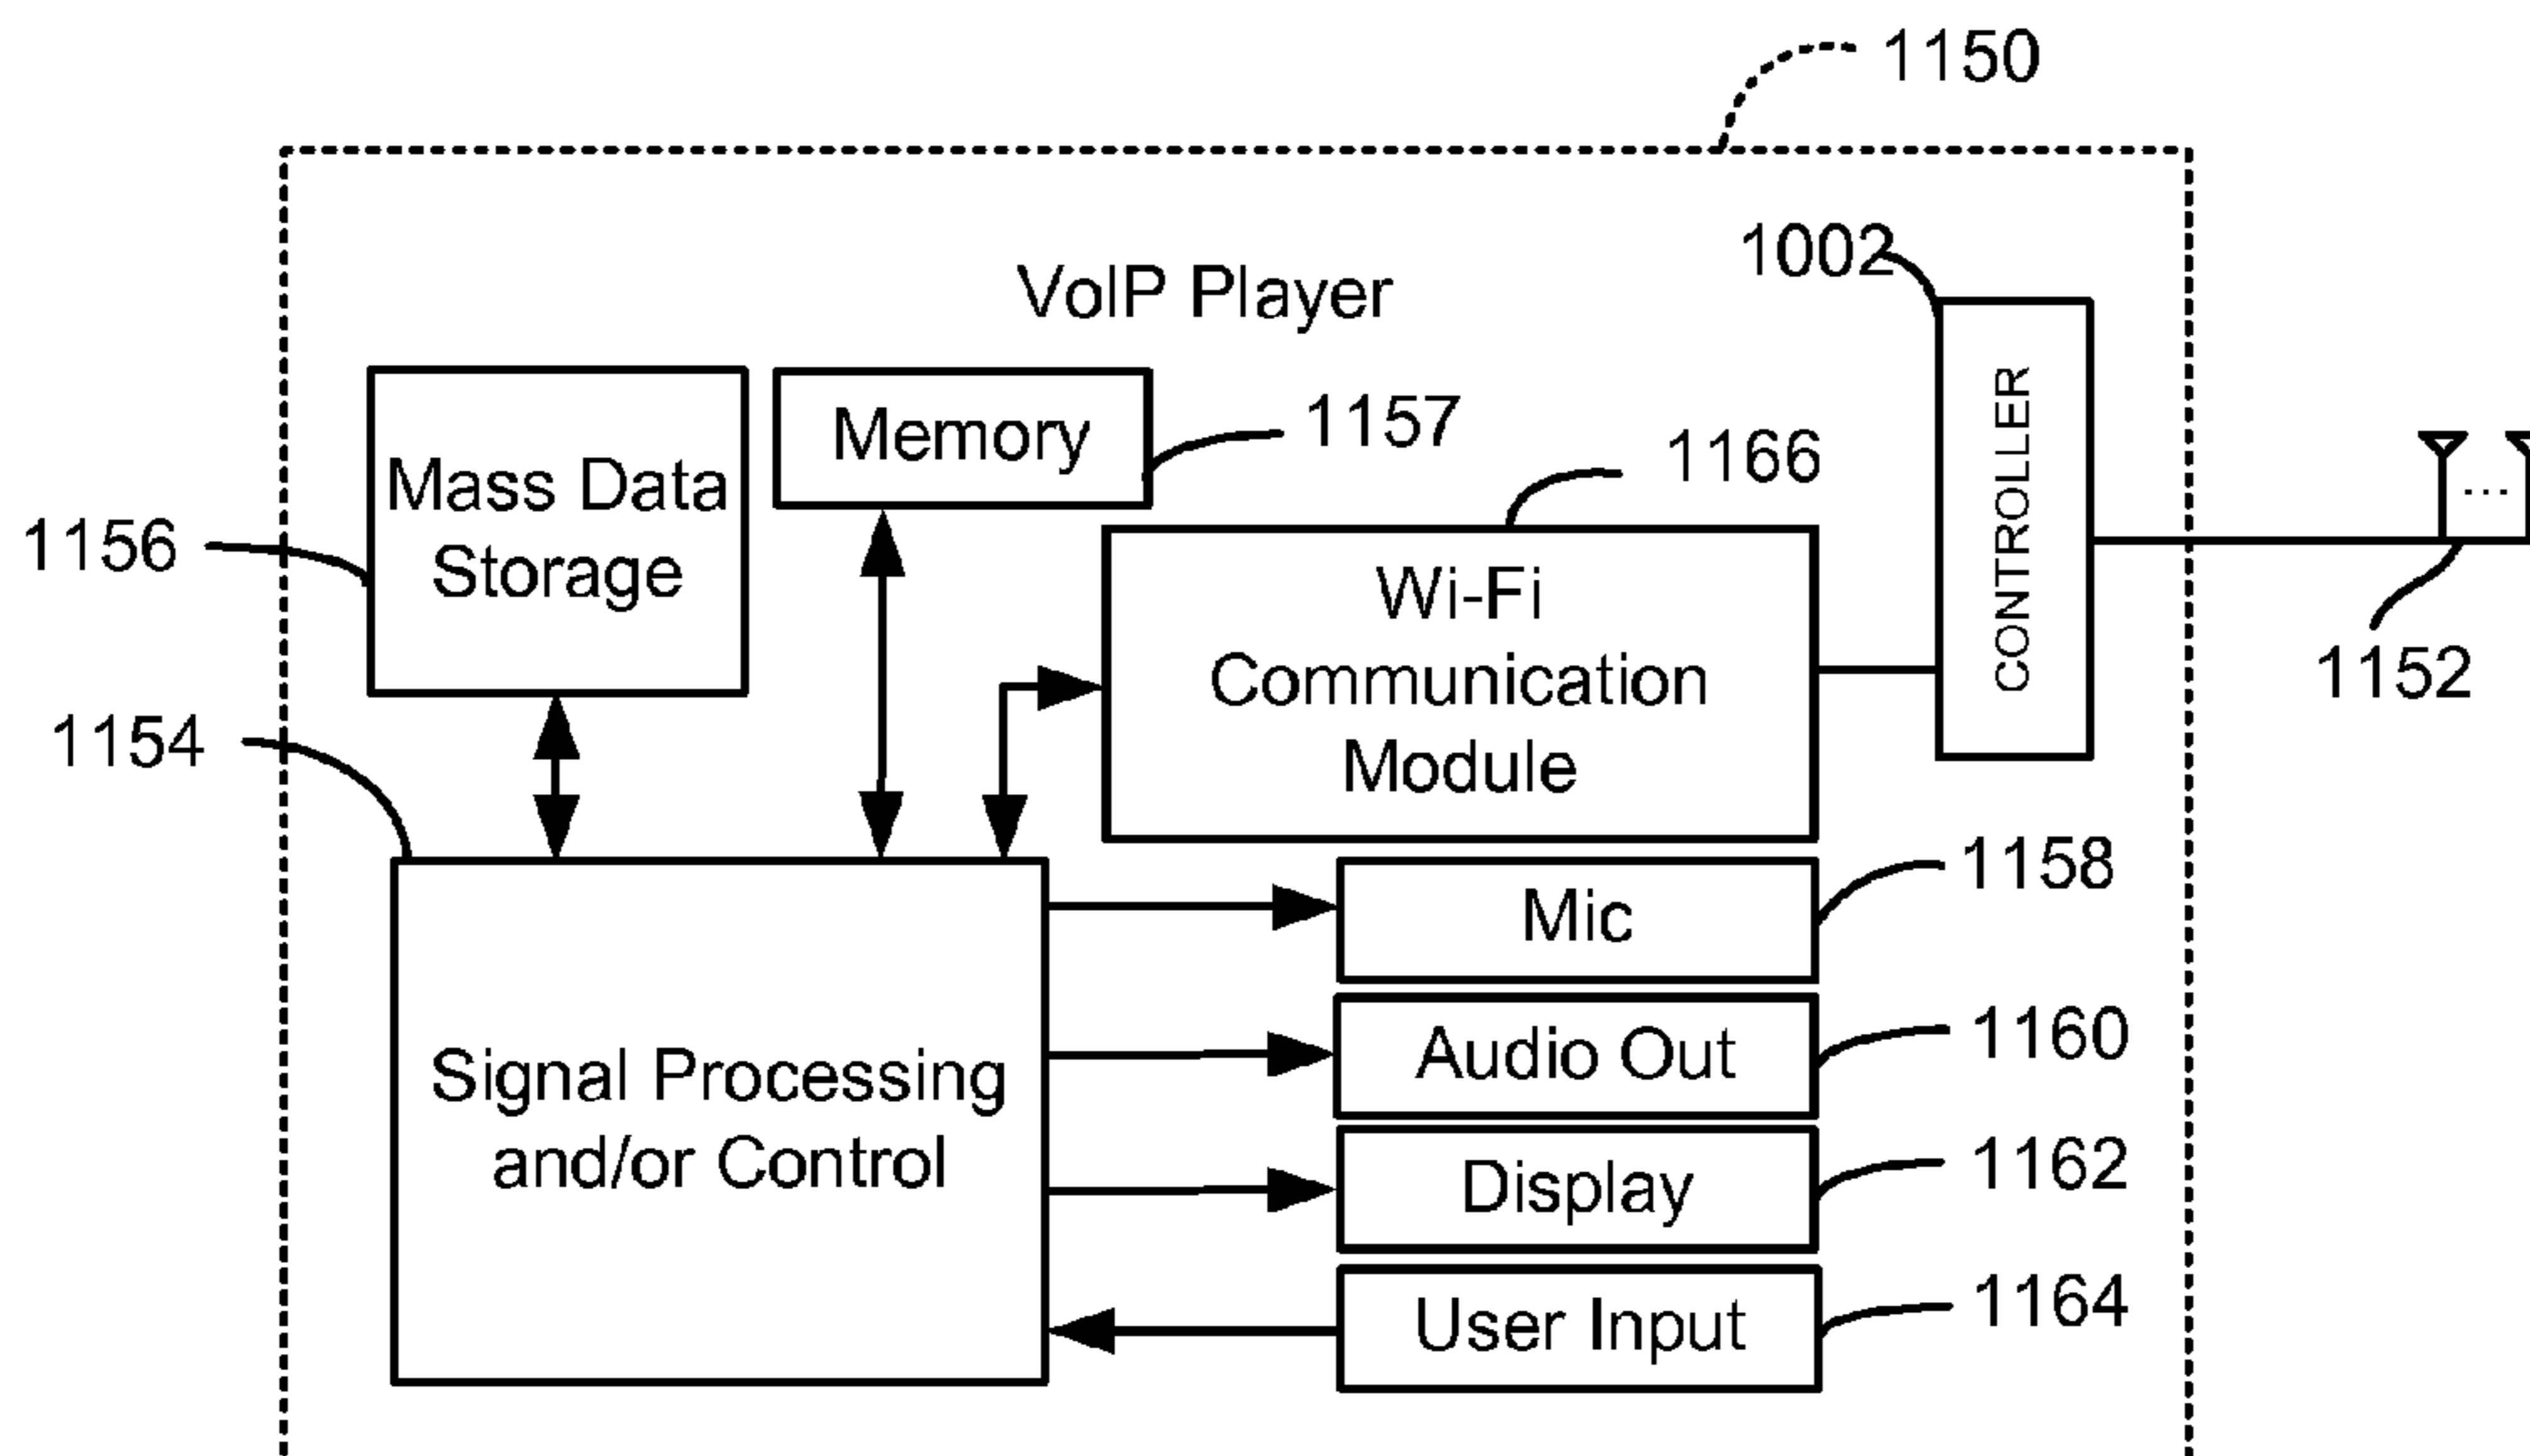 1150
1002
VoIP Player
Mass Data
Storage
Memory
1157
1166
CONTROLLER
1156
Wi-Fi
Communication
Module
1152
...
1154
1158
Mic
Signal Processing
and/or Control
Audio Out
1160
Display
1162
User Input
1164